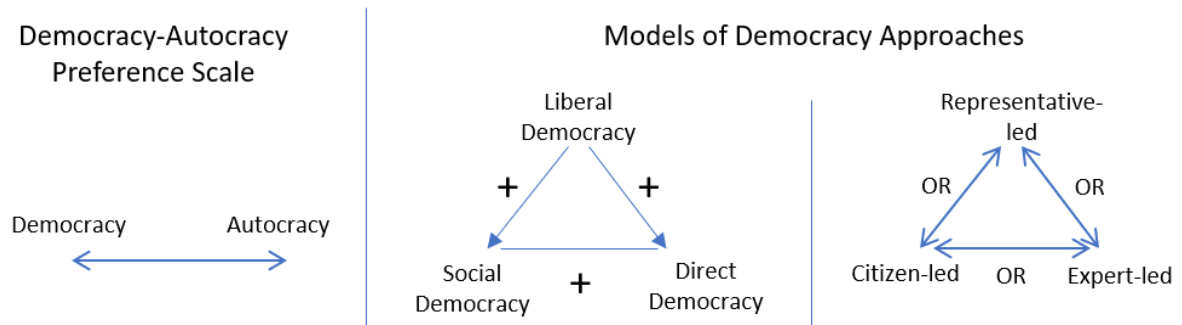 Democracy-Autocracy
Preference Scale
Democracy
Autocracy
Models of Democracy Approaches
Liberal
Democracy
+
+
Social
Democracy
+
Direct
Democracy
Representative-
led
OR
OR
Citizen-led
OR
Expert-led